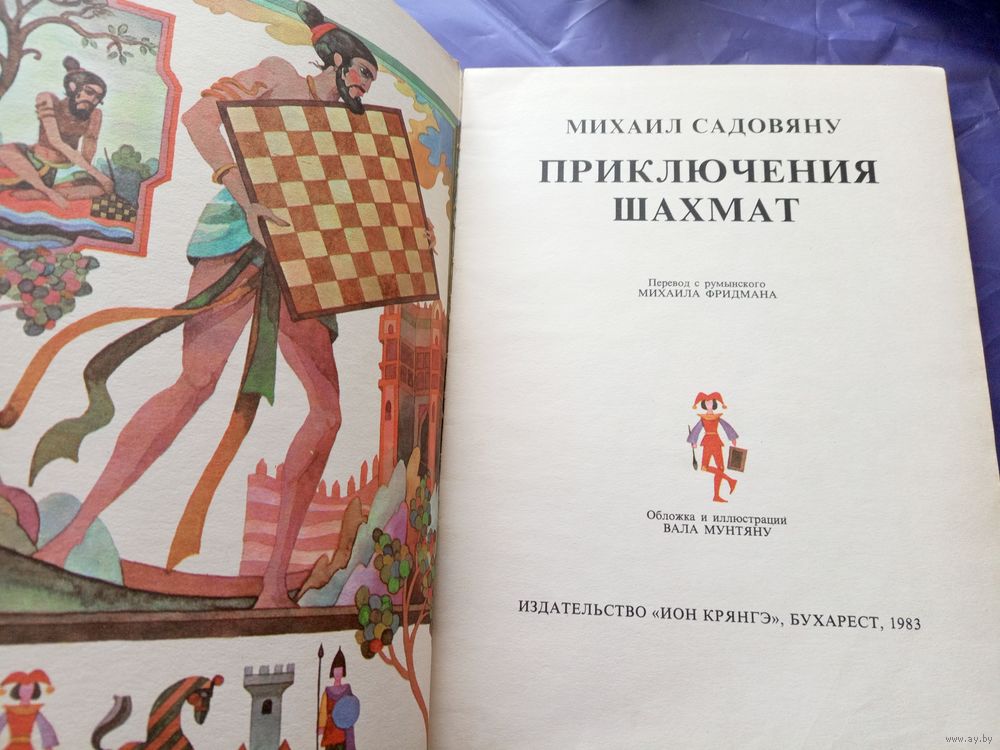 МИХАИЛ САДОВЯНУ
ПРИКЛЮЧЕНИЯ
ШАХМАТ
Перевод с румынского
МИХАИЛА ФРИДМАНА
Обложка и иллюстрации
ВАЛА МУНТЯНУ
ИЗДАТЕЛЬСТВО «ИОН КРЯНГЭ», БУХАРЕСТ, 1983
www.ay.by